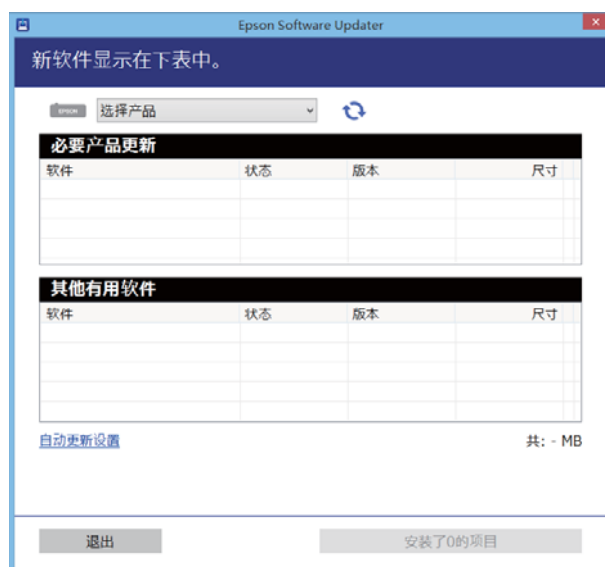 Epson Software Updater
新软件显示在下表中。
EPSON 选择产品
必要产品更新
软件 状态 版本 尺寸
其他有用软件
软件 状态 版本 尺寸
自动更新设置 共: - MB
退出 安装了0的项目